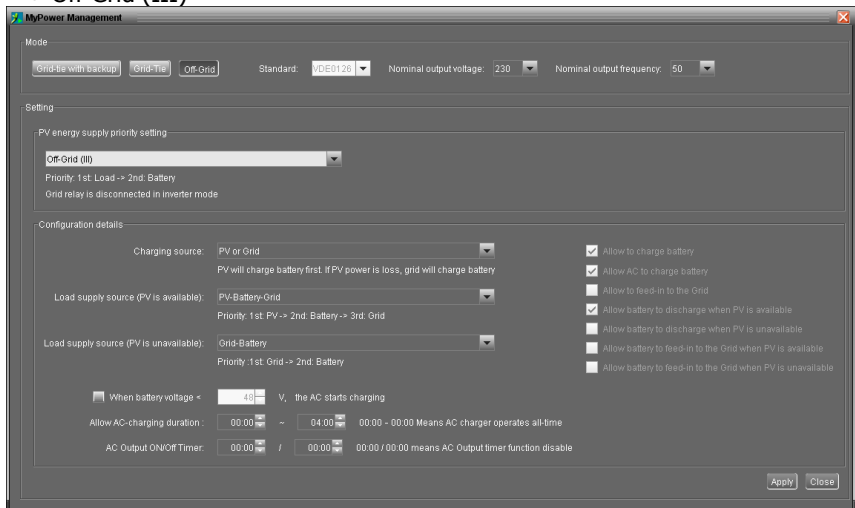 Off-Grid (III)
MyPower Management
Mode
Grid-tie with backup Grid-Tie Off-Grid Standard: VDE0126 Nominal output voltage: 230 Nominal output frequency: 50
Setting
PV energy supply priority setting
Off-Grid (III)
Priority: 1st: Load -> 2nd: Battery
Grid relay is disconnected in inverter mode
Configuration details
Charging source: PV or Grid
PV will charge battery first. If PV power is loss, grid will charge battery
Load supply source (PV is available): PV-Battery-Grid
Priority: 1st: PV -> 2nd: Battery -> 3rd: Grid
Load supply source (PV is unavailable): Grid-Battery
Priority :1st: Grid -> 2nd: Battery
Allow to charge battery
Allow AC to charge battery
Allow to feed-in to the Grid
Allow battery to discharge when PV is available
Allow battery to discharge when PV is unavailable
Allow battery to feed-in to the Grid when PV is available
Allow battery to feed-in to the Grid when PV is unavailable
When battery voltage < 48 V, the AC starts charging
Allow AC-charging duration : 00:00 ~ 04:00 00:00 - 00:00 Means AC charger operates all-time
AC Output ON/Off Timer: 00:00 / 00:00 00:00 / 00:00 means AC Output timer function disable
Apply Close